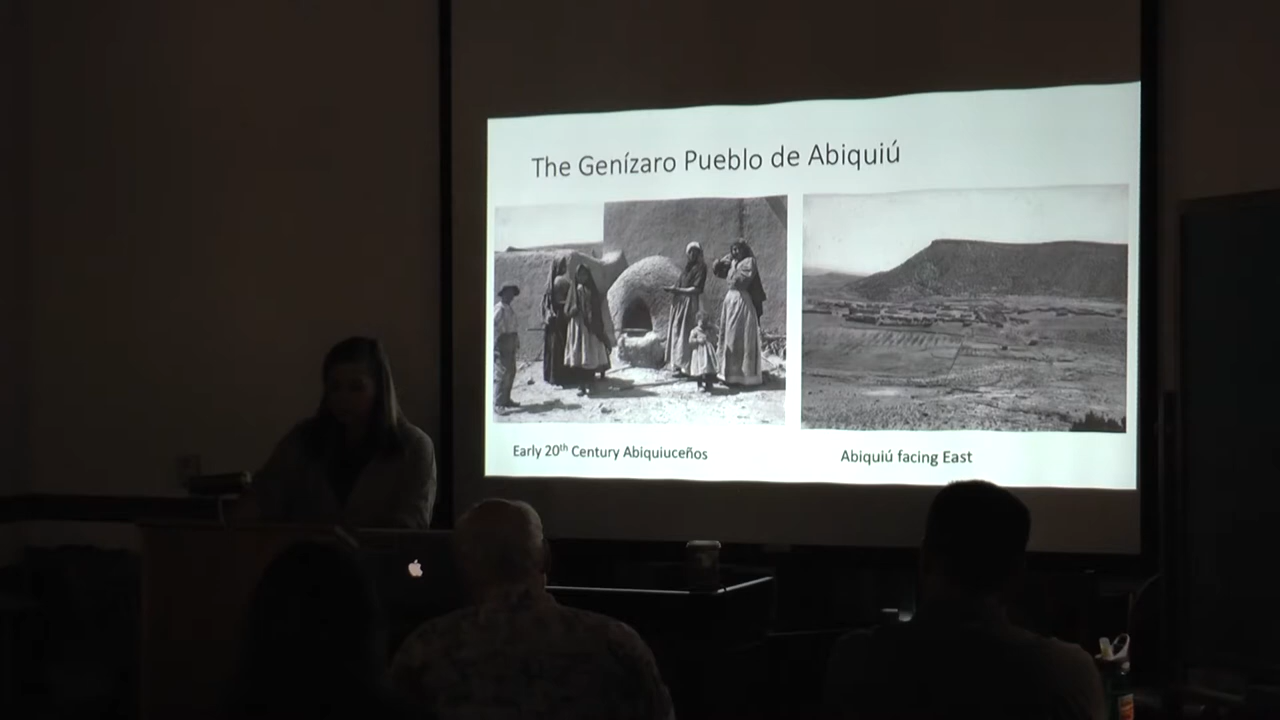 The Genízaro Pueblo de Abiquiú
Early 20th Century Abiquiuceños
Abiquiú facing East